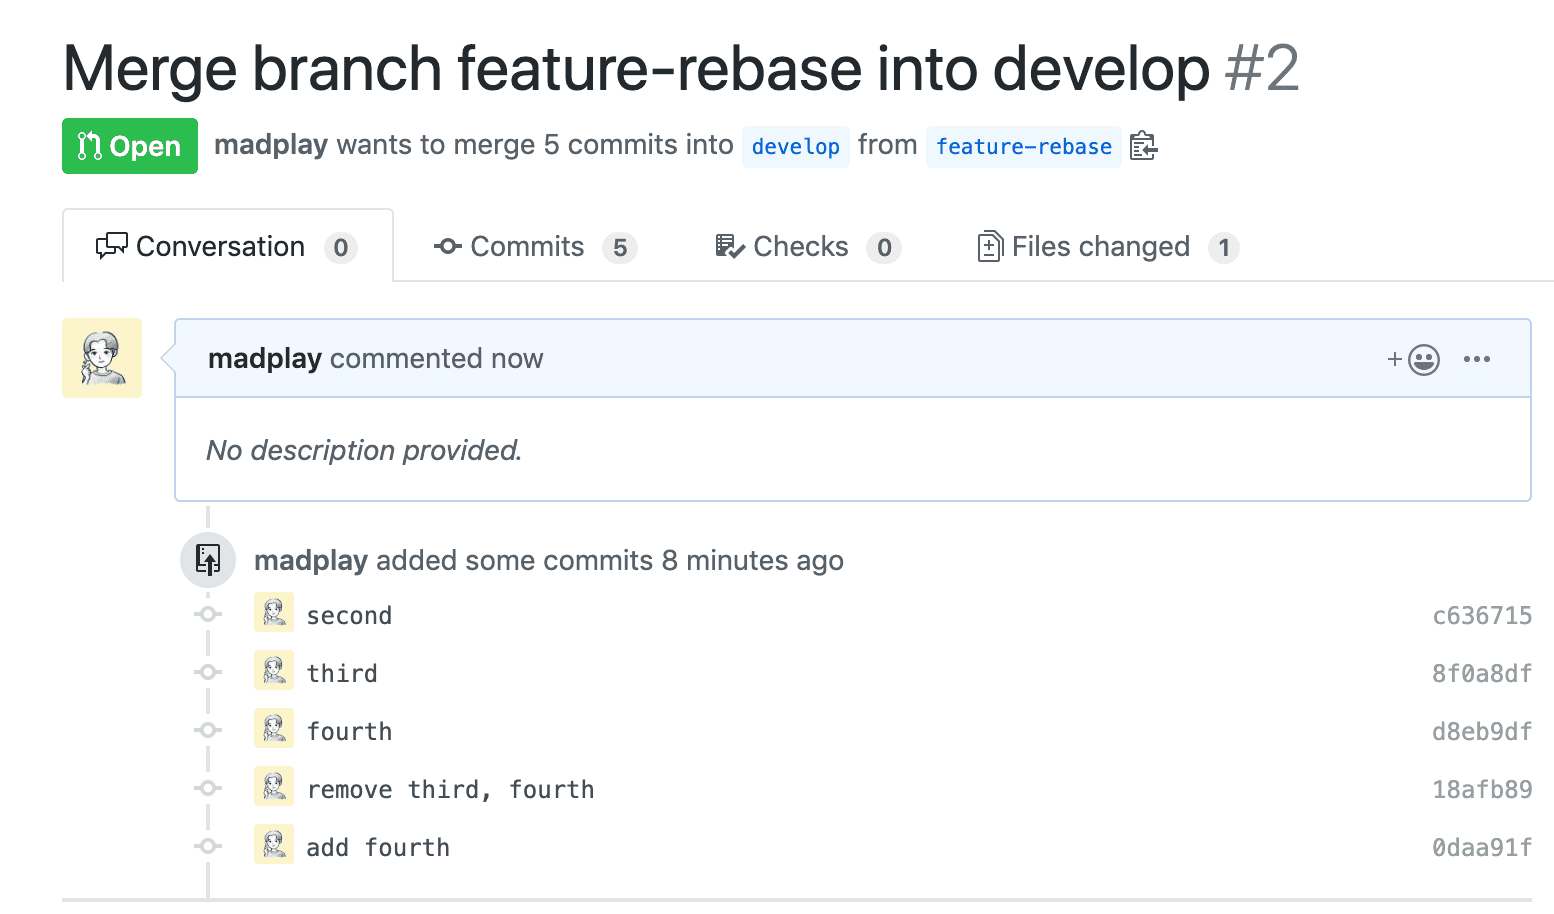 Merge branch feature-rebase into develop #2
Open madplay wants to merge 5 commits into develop from feature-rebase
Conversation 0 Commits 5 Checks 0 Files changed 1
madplay commented now
No description provided.
madplay added some commits 8 minutes ago
second c636715
third 8f0a8df
fourth d8eb9df
remove third, fourth 18afb89
add fourth 0daa91f